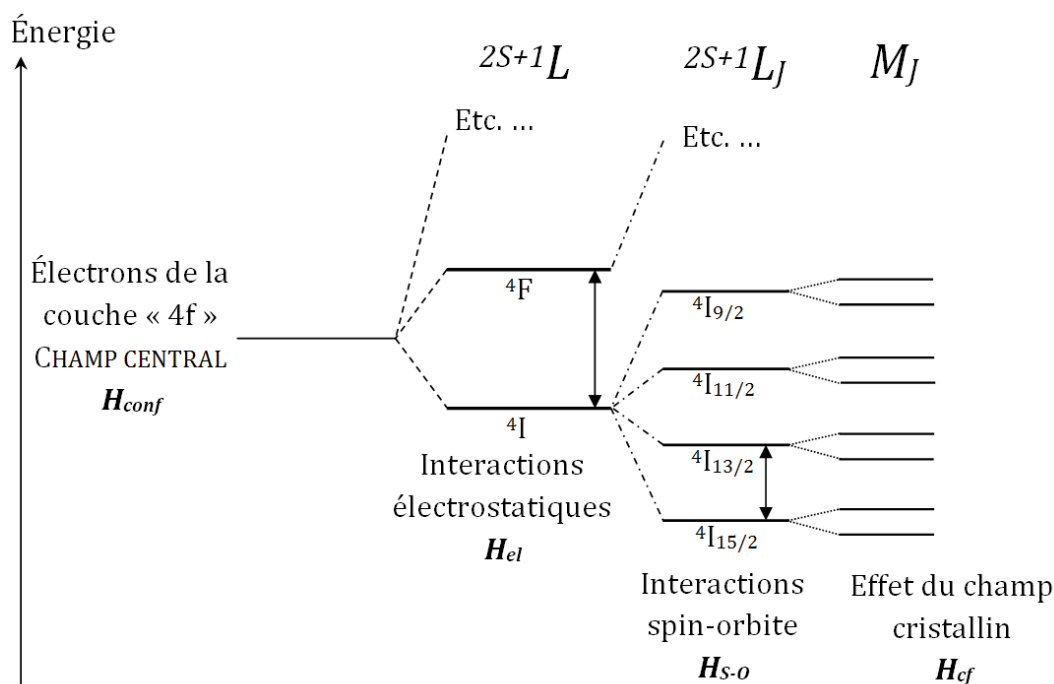 Énergie
2S+1L
2S+1LJ
MJ
Etc. ...
Etc. ...
Électrons de la
couche « 4f »
CHAMP CENTRAL
Hconf
4F
4I
Interactions
électrostatiques
Hel
4I9/2
4I11/2
4I13/2
4I15/2
Interactions
spin-orbite
HS-O
Effet du champ
cristallin
Hcf